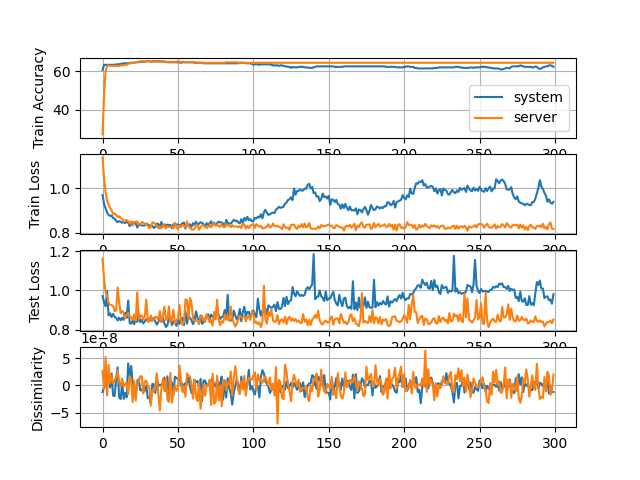 Train Accuracy
60
40
system
server
0 50 100 150 200 250 300
Train Loss
1.0
0.8
0 50 100 150 200 250 300
Test Loss
1.2
1.0
0.8
0 50 100 150 200 250 300
1e−8
Dissimilarity
5
0
−5
0 50 100 150 200 250 300